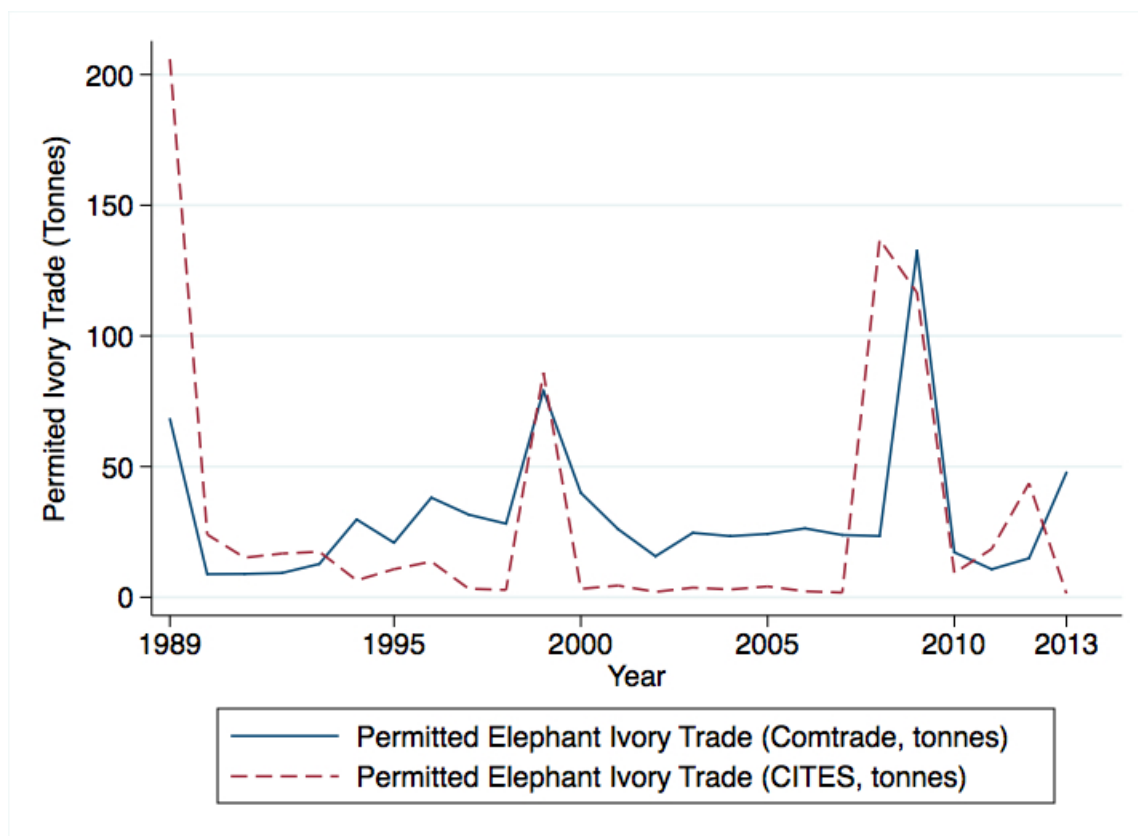 Permited Ivory Trade (Tonnes)
200
150
100
50
0
1989 1995 2000 2005 2010 2013
Year
Permitted Elephant Ivory Trade (Comtrade, tonnes)
Permitted Elephant Ivory Trade (CITES, tonnes)